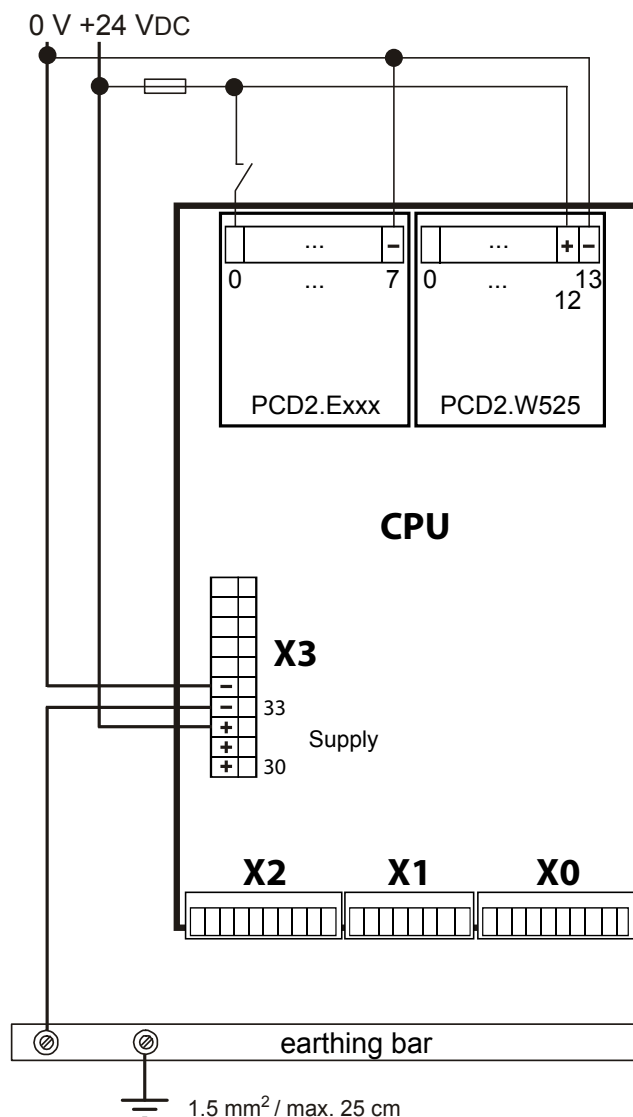 0 V +24 VDC
... − ... + −
0 ... 7 0 ... 13
12
PCD2.Exxx PCD2.W525
CPU
X3
−
− 33
+
Supply
+
+ 30
X2 X1 X0
earthing bar
1.5 mm² / max. 25 cm